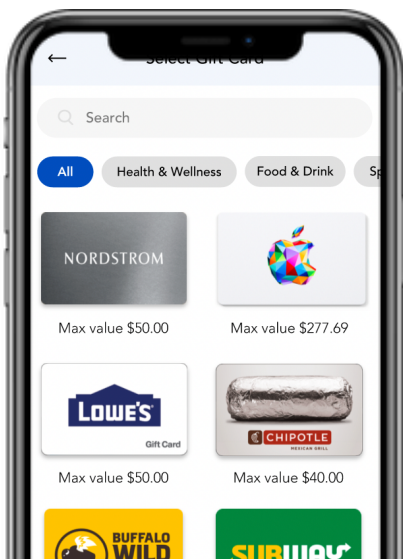 Select Gift Card
Search
All
Health & Wellness
Food & Drink
Sp
NORDSTROM
Max value $50.00
Max value $277.69
LOWE'S
Gift Card
CHIPOTLE
MEXICAN GRILL
Max value $50.00
Max value $40.00
BUFFALO
WILD
SUBWAY